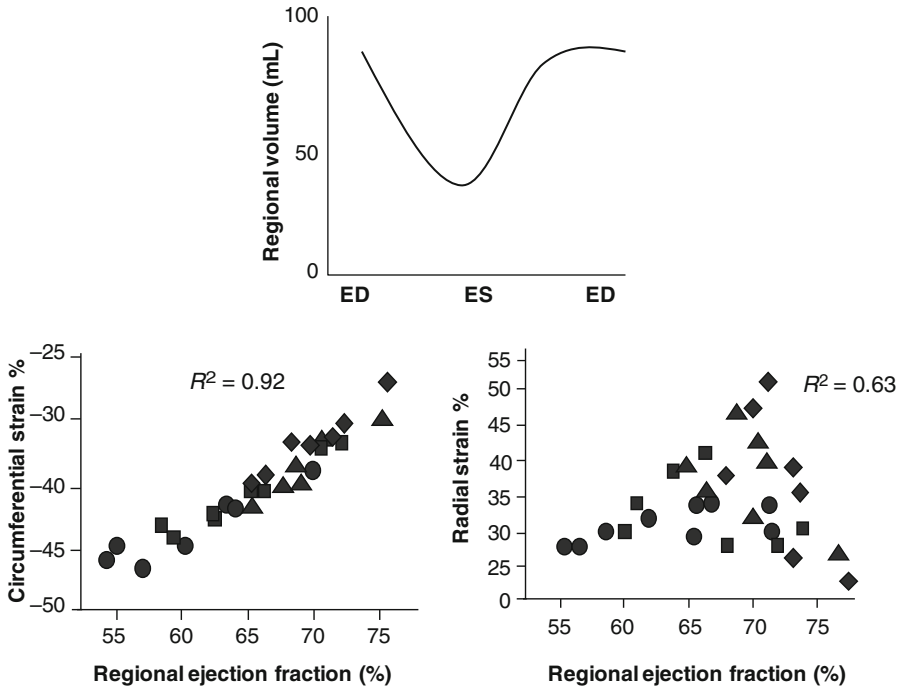 100
50
0
Regional volume (mL)
ED ES ED
–25
–30
–40
–45
–50
Circumferential strain %
R² = 0.92
55 60 65 70 75
Regional ejection fraction (%)
55
50
45
40
35
30
25
0
Radial strain %
R² = 0.63
55 60 65 70 75
Regional ejection fraction (%)